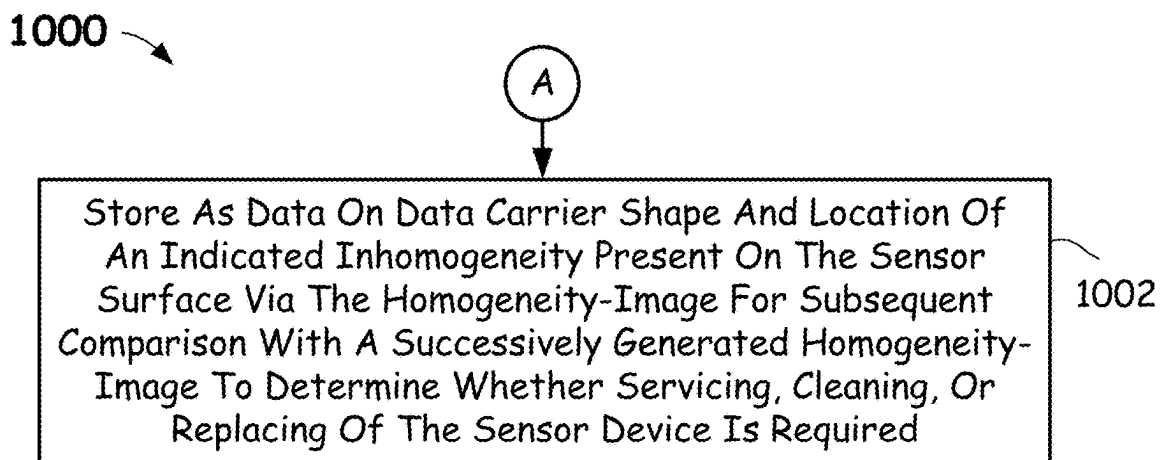 1000
A
Store As Data On Data Carrier Shape And Location Of
An Indicated Inhomogeneity Present On The Sensor
Surface Via The Homogeneity-Image For Subsequent
Comparison With A Successively Generated Homogeneity-
Image To Determine Whether Servicing, Cleaning, Or
Replacing Of The Sensor Device Is Required
1002